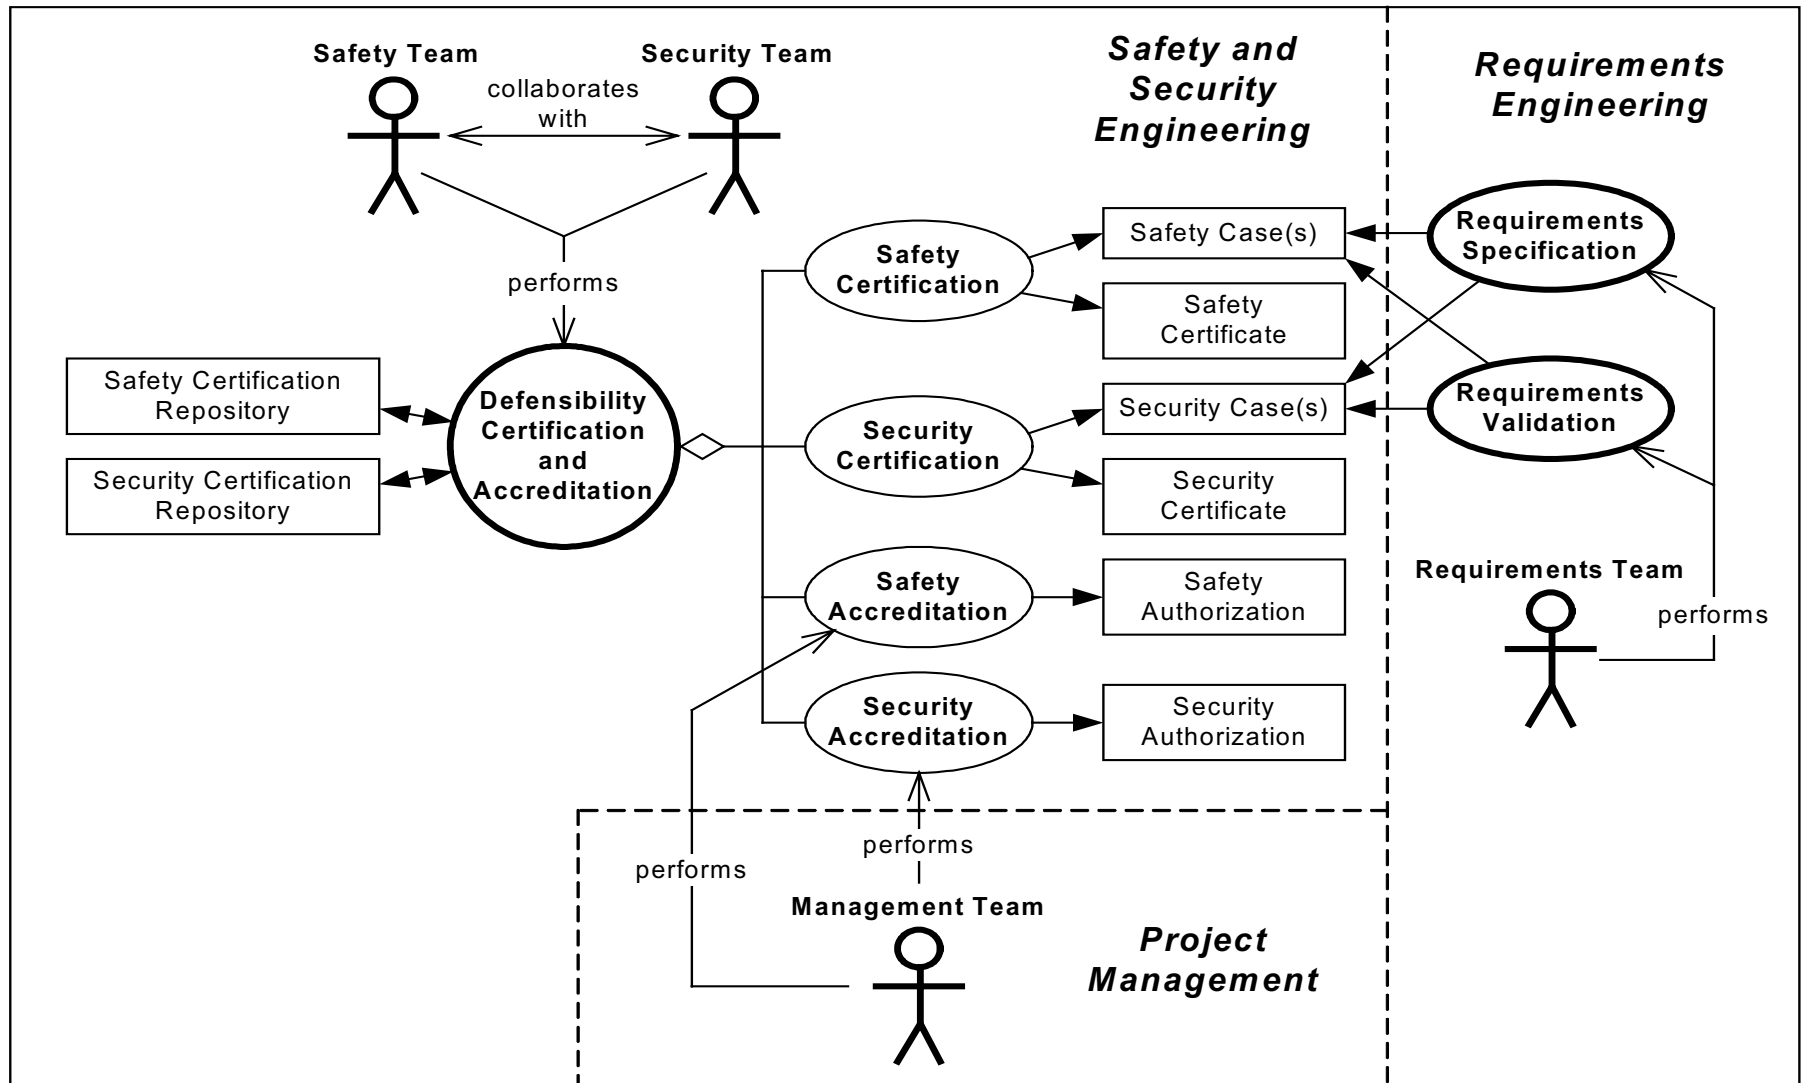 Safety Team
Security Team
collaborates
with
Safety and
Security
Engineering
Requirements
Engineering
performs
Safety
Certification
Safety Case(s)
Requirements
Specification
Safety
Certificate
Safety Certification
Repository
Security Certification
Repository
Defensibility
Certification
and
Accreditation
Security
Certification
Security Case(s)
Requirements
Validation
Security
Certificate
Safety
Accreditation
Safety
Authorization
Requirements Team
performs
Security
Accreditation
Security
Authorization
performs
performs
Management Team
Project
Management